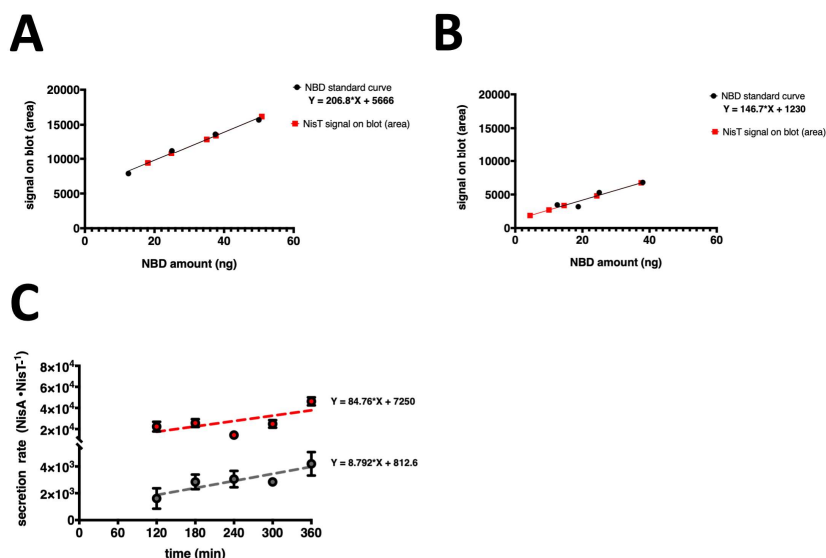 A
B
20000
15000
10000
5000
0
signal on blot (area)
0 20 40 60
NBD amount (ng)
NBD standard curve
Y = 206.8*X + 5666
NisT signal on blot (area)
20000
15000
10000
5000
0
signal on blot (area)
0 20 40 60
NBD amount (ng)
NBD standard curve
Y = 146.7*X + 1230
NisT signal on blot (area)
C
secretion rate (NisA •NisT-¹)
8×10⁴
6×10⁴
4×10⁴
2×10⁴
4×10³
2×10³
0
0 60 120 180 240 300 360
time (min)
Y = 84.76*X + 7250
Y = 8.792*X + 812.6